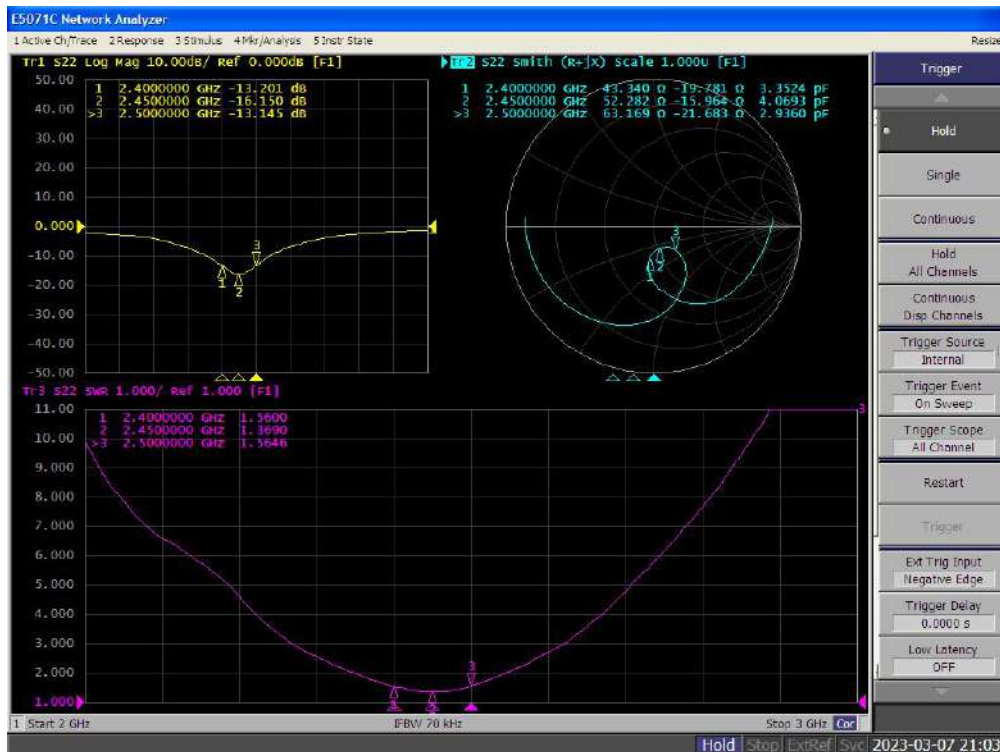 E5071C Network Analyzer
1 Active Ch/Trace 2 Response 3 Stimulus 4 Mkr/Analysis 5 Instr State
Resize
Tr1 S22 Log Mag 10.00dB/ Ref 0.000dB [F1]
50.00
40.00
30.00
20.00
10.00
0.000
-10.00
-20.00
-30.00
-40.00
-50.00
1 2.4000000 GHz -13.201 dB
2 2.4500000 GHz -16.150 dB
>3 2.5000000 GHz -13.145 dB
1
2
3
Tr2 S22 Smith (R+jX) Scale 1.000U [F1]
1 2.4000000 GHz 43.340 Ω -19.781 Ω 3.3524 pF
2 2.4500000 GHz 52.282 Ω -15.964 Ω 4.0693 pF
>3 2.5000000 GHz 63.169 Ω -21.683 Ω 2.9360 pF
3
1
2
Tr3 S22 SWR 1.000/ Ref 1.000 [F1]
11.00
10.00
9.000
8.000
7.000
6.000
5.000
4.000
3.000
2.000
1.000
1 2.4000000 GHz 1.5600
2 2.4500000 GHz 1.3690
>3 2.5000000 GHz 1.5646
3
3
2
1 Start 2 GHz
IFBW 70 kHz
Stop 3 GHz Cor
Trigger
Hold
Single
Continuous
Hold
All Channels
Continuous
Disp Channels
Trigger Source
Internal
Trigger Event
On Sweep
Trigger Scope
All Channel
Restart
Trigger
Ext Trig Input
Negative Edge
Trigger Delay
0.0000 s
Low Latency
OFF
Hold Stop ExtRef Svc 2023-03-07 21:03